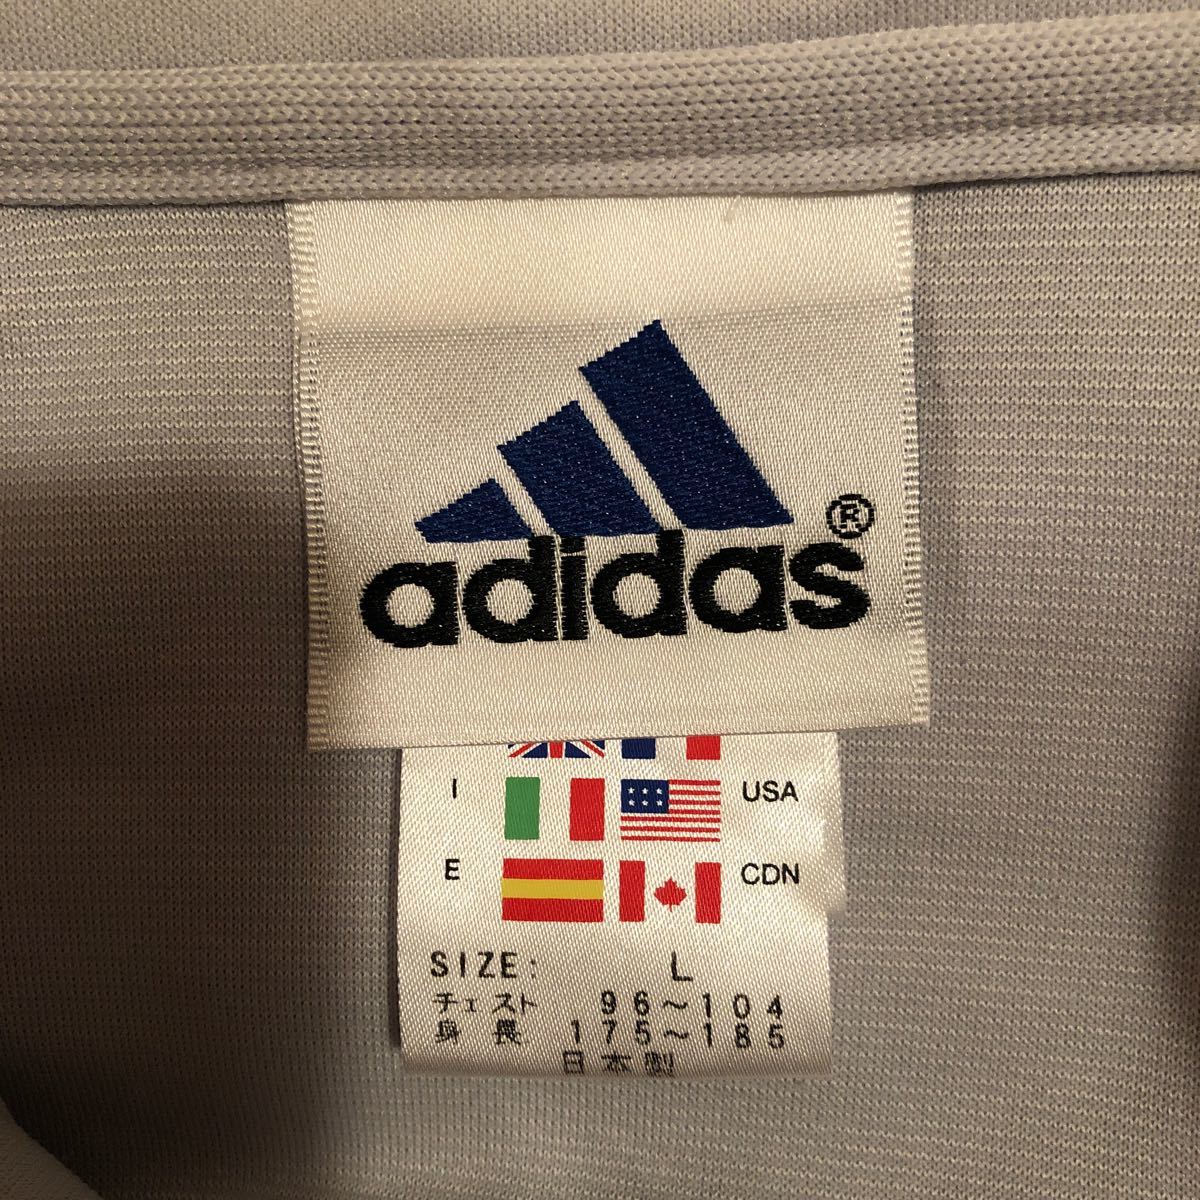 adidas®
I USA
E CDN
SIZE: L
チェスト 96～104
身長 175～185
日本製